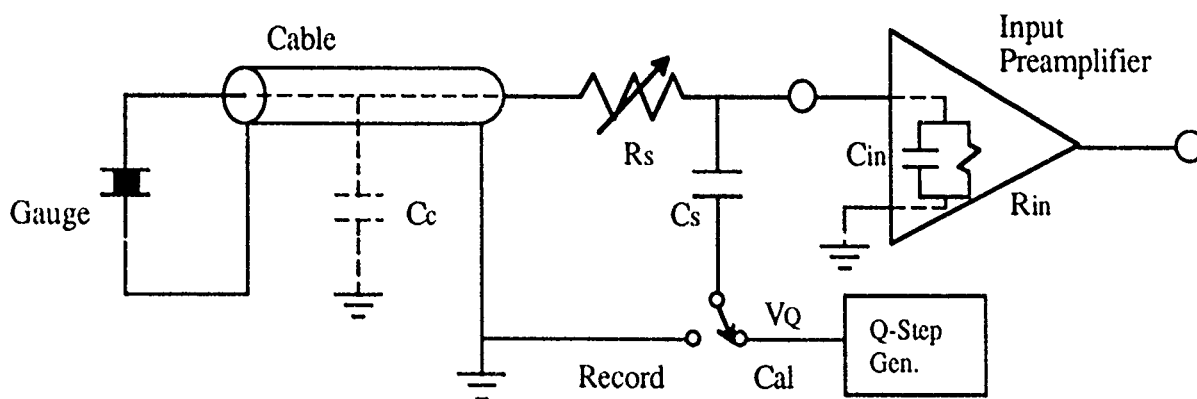 Cable
Input
Preamplifier
Rs
Cin
Rin
Gauge
Cc
Cs
VQ
Q-Step
Gen.
Record
Cal